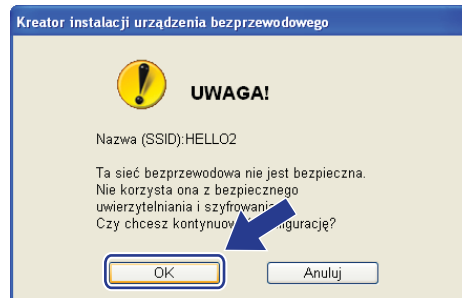 Kreator instalacji urządzenia bezprzewodowego
UWAGA!
Nazwa (SSID):HELLO2
Ta sieć bezprzewodowa nie jest bezpieczna.
Nie korzysta ona z bezpiecznego
uwierzytelniania i szyfrowania
Czy chcesz
OK
Anuluj